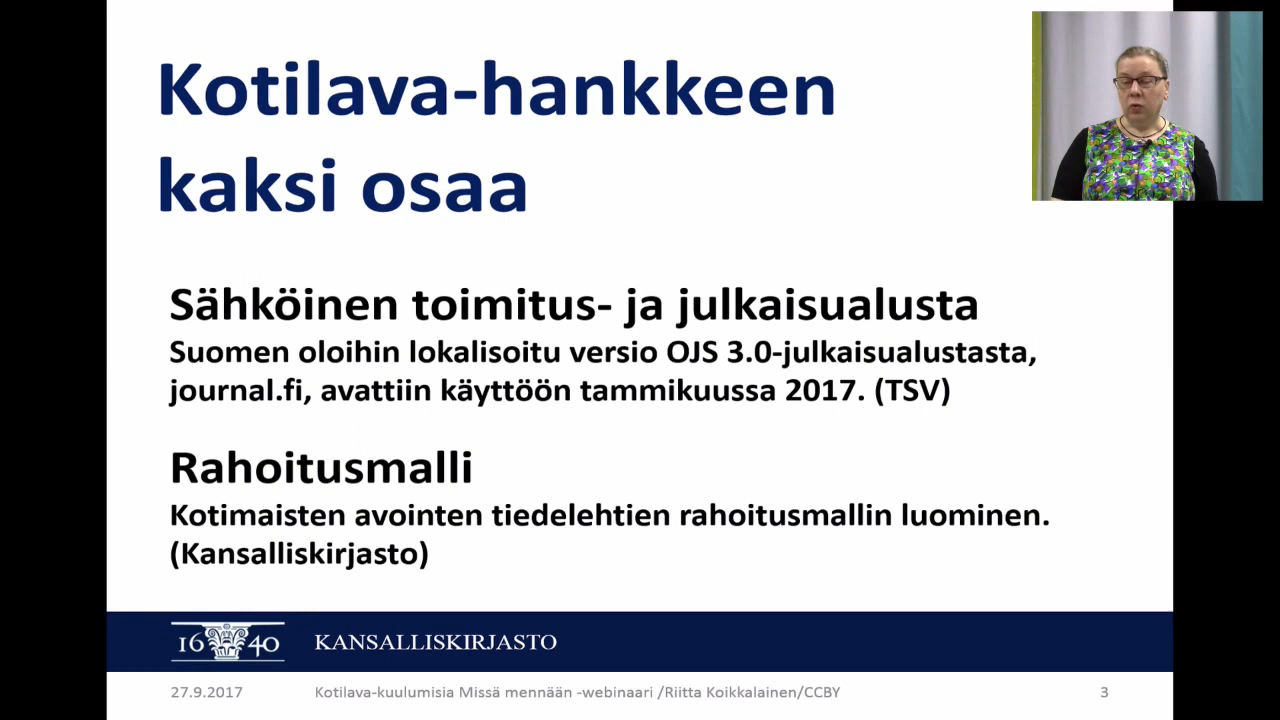 Kotilava-hankkeen
kaksi osaa
Sähköinen toimitus- ja julkaisualusta
Suomen oloihin lokalisoitu versio OJS 3.0-julkaisualustasta,
journal.fi, avattiin käyttöön tammikuussa 2017. (TSV)
Rahoitusmalli
Kotimaisten avointen tiedelehtien rahoitusmallin luominen.
(Kansalliskirjasto)
1640 KANSALLISKIRJASTO
27.9.2017 Kotilava-kuulumisia Missä mennään -webinaari /Riitta Koikkalainen/CCBY 3